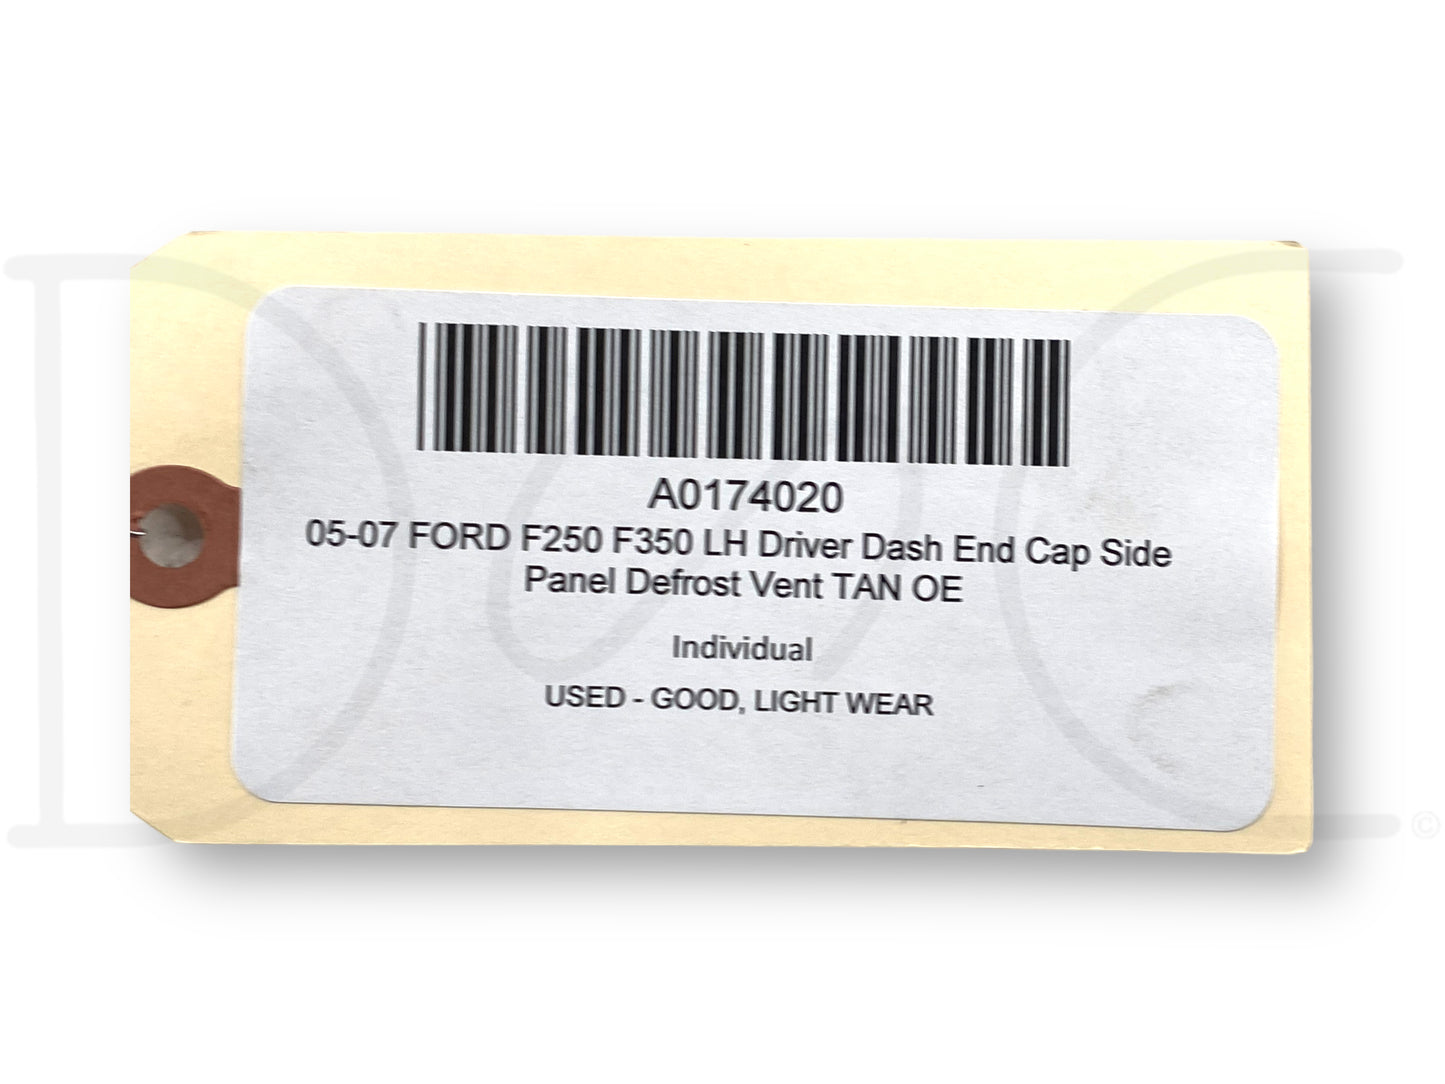 A0174020
05-07 FORD F250 F350 LH Driver Dash End Cap Side
Panel Defrost Vent TAN OE
Individual
USED - GOOD, LIGHT WEAR
©